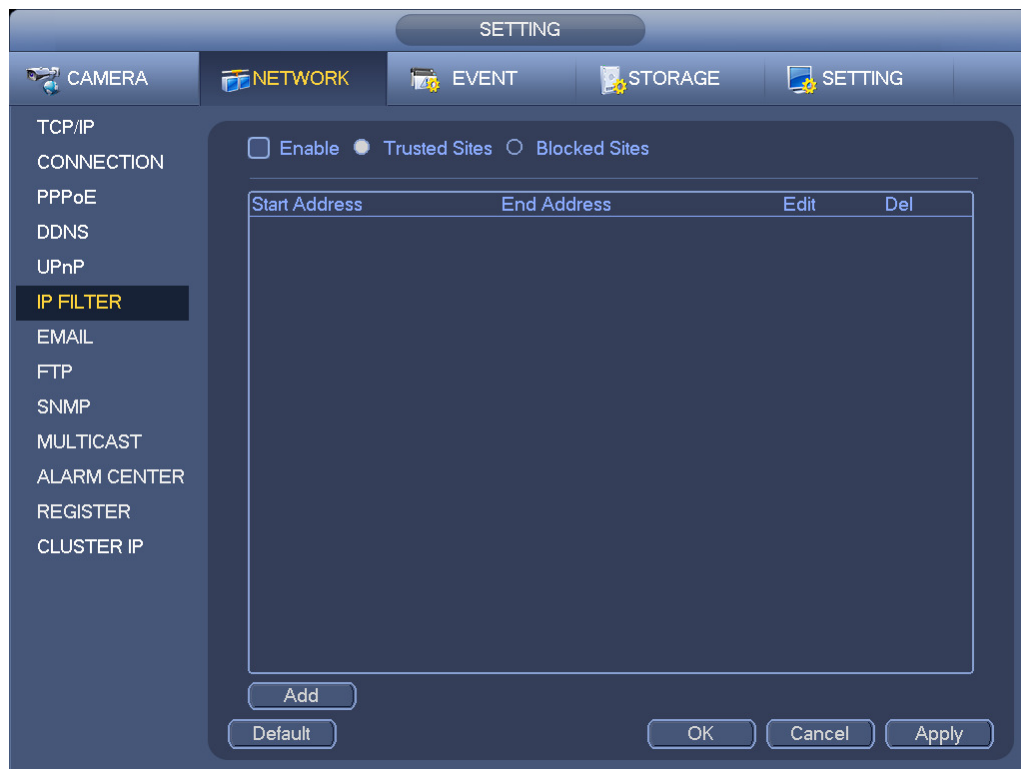 SETTING
CAMERA NETWORK EVENT STORAGE SETTING
TCP/IP
CONNECTION
PPPoE
DDNS
UPnP
IP FILTER
EMAIL
FTP
SNMP
MULTICAST
ALARM CENTER
REGISTER
CLUSTER IP
Enable Trusted Sites Blocked Sites
Start Address End Address Edit Del
Add
Default OK Cancel Apply